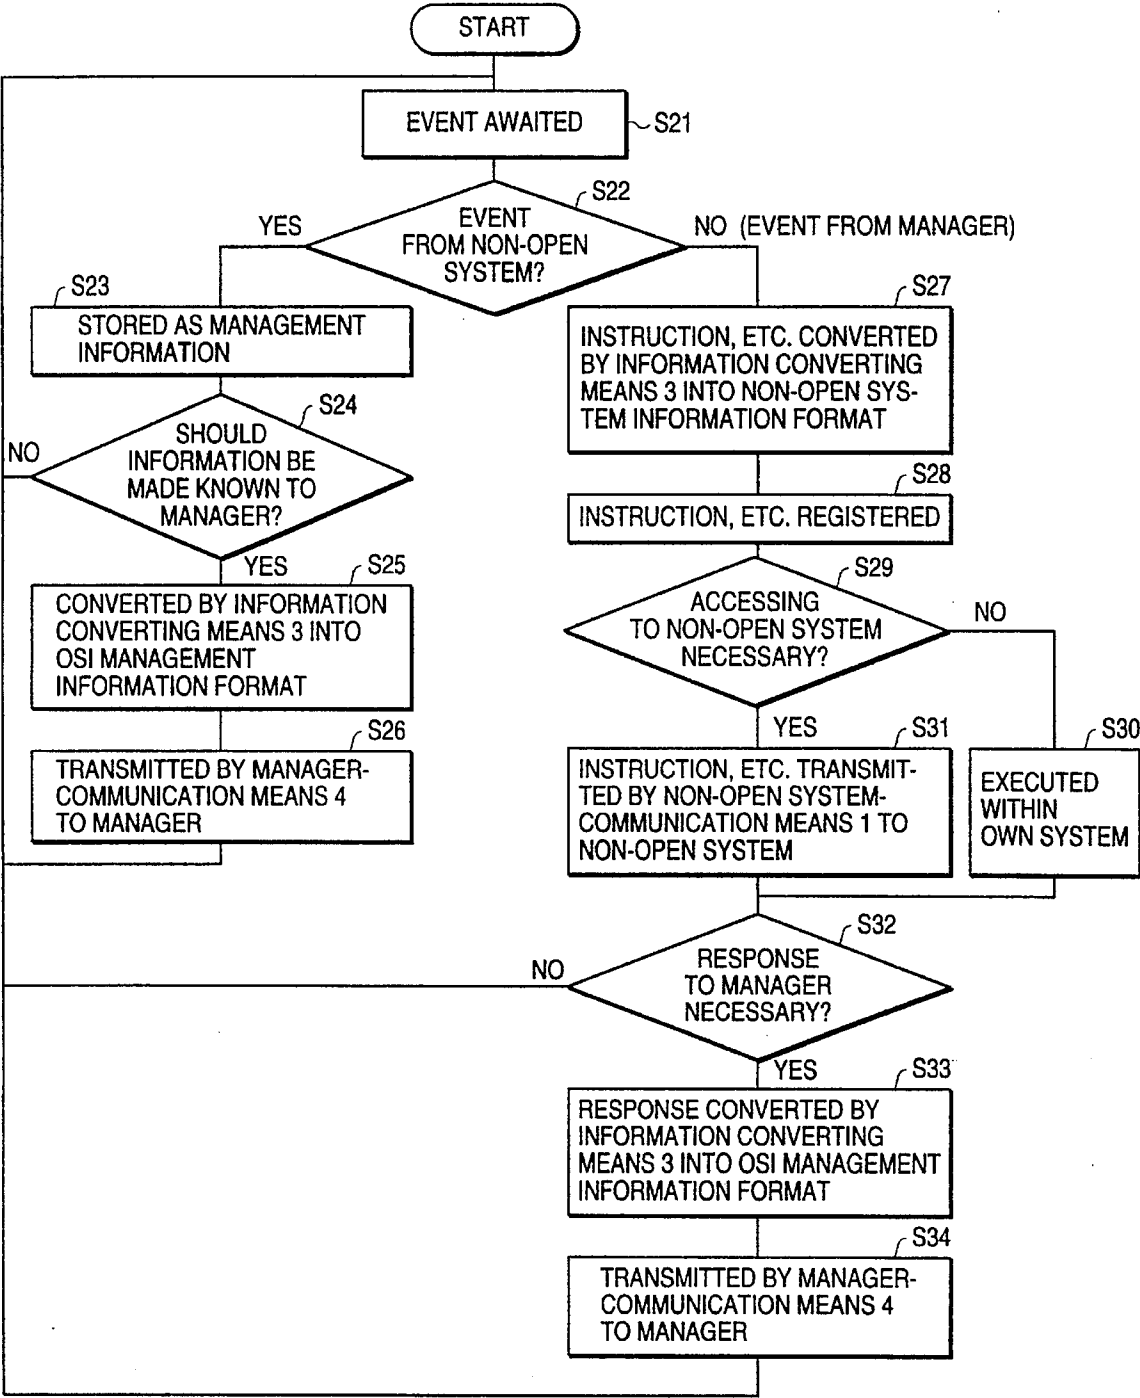 START
EVENT AWAITED
S21
S22
EVENT
FROM NON-OPEN
SYSTEM?
YES
NO (EVENT FROM MANAGER)
S23
STORED AS MANAGEMENT
INFORMATION
S24
SHOULD
INFORMATION BE
MADE KNOWN TO
MANAGER?
NO
YES
S25
CONVERTED BY INFORMATION
CONVERTING MEANS 3 INTO
OSI MANAGEMENT
INFORMATION FORMAT
S26
TRANSMITTED BY MANAGER-
COMMUNICATION MEANS 4
TO MANAGER
S27
INSTRUCTION, ETC. CONVERTED
BY INFORMATION CONVERTING
MEANS 3 INTO NON-OPEN SYS-
TEM INFORMATION FORMAT
S28
INSTRUCTION, ETC. REGISTERED
S29
ACCESSING
TO NON-OPEN SYSTEM
NECESSARY?
NO
YES
S30
EXECUTED
WITHIN
OWN SYSTEM
S31
INSTRUCTION, ETC. TRANSMIT-
TED BY NON-OPEN SYSTEM-
COMMUNICATION MEANS 1 TO
NON-OPEN SYSTEM
S32
RESPONSE
TO MANAGER
NECESSARY?
NO
YES
S33
RESPONSE CONVERTED BY
INFORMATION CONVERTING
MEANS 3 INTO OSI MANAGEMENT
INFORMATION FORMAT
S34
TRANSMITTED BY MANAGER-
COMMUNICATION MEANS 4
TO MANAGER